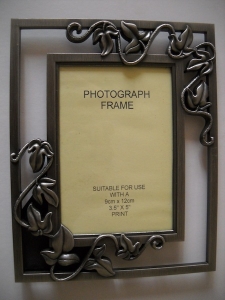 PHOTOGRAPH
FRAME
SUITABLE FOR USE
WITH A
9cm x 12cm
3.5" X 5"
PRINT